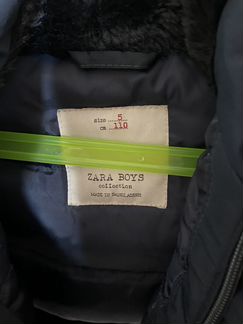 size 5
cm 110
ZARA BOYS
collection
MADE IN BANGLADESH